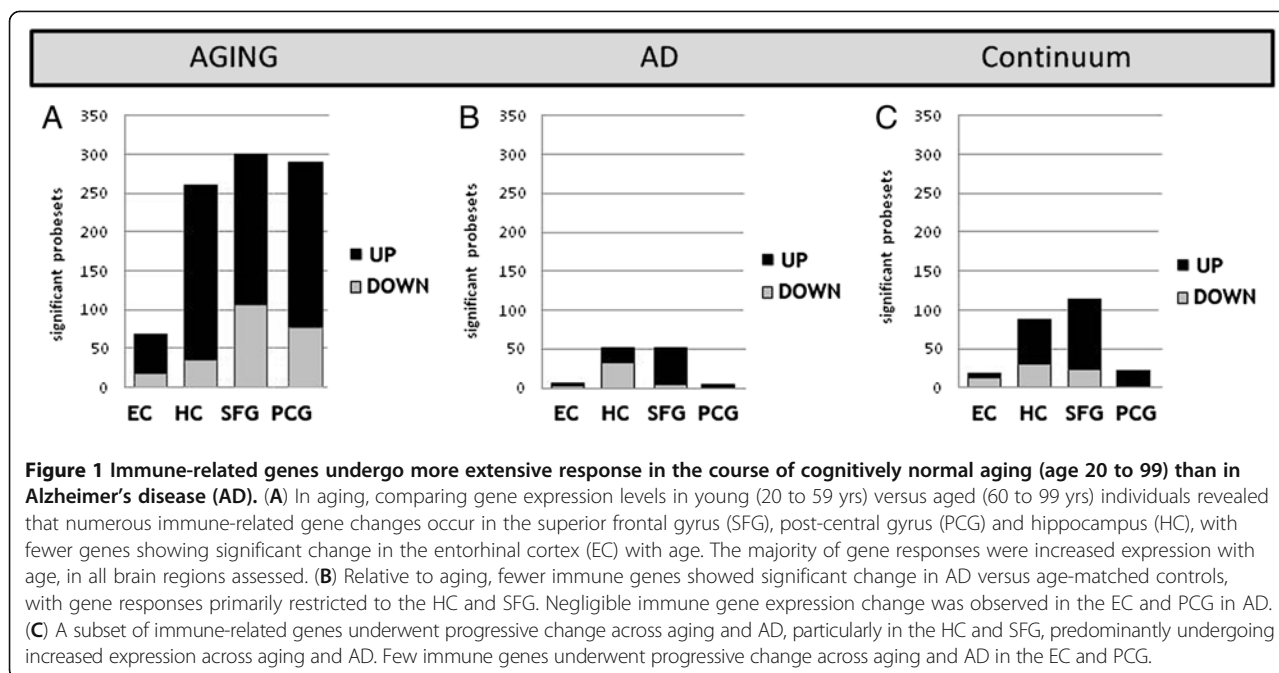 AGING AD Continuum
A B C
350 350 350
300 300 300
250 250 250
200 200 200
150 150 150
100 100 100
50 50 50
0 0 0
significant probesets significant probesets significant probesets
UP UP UP
DOWN DOWN DOWN
EC HC SFG PCG EC HC SFG PCG EC HC SFG PCG
Figure 1 Immune-related genes undergo more extensive response in the course of cognitively normal aging (age 20 to 99) than in
Alzheimer's disease (AD). (A) In aging, comparing gene expression levels in young (20 to 59 yrs) versus aged (60 to 99 yrs) individuals revealed
that numerous immune-related gene changes occur in the superior frontal gyrus (SFG), post-central gyrus (PCG) and hippocampus (HC), with
fewer genes showing significant change in the entorhinal cortex (EC) with age. The majority of gene responses were increased expression with
age, in all brain regions assessed. (B) Relative to aging, fewer immune genes showed significant change in AD versus age-matched controls,
with gene responses primarily restricted to the HC and SFG. Negligible immune gene expression change was observed in the EC and PCG in AD.
(C) A subset of immune-related genes underwent progressive change across aging and AD, particularly in the HC and SFG, predominantly undergoing
increased expression across aging and AD. Few immune genes underwent progressive change across aging and AD in the EC and PCG.